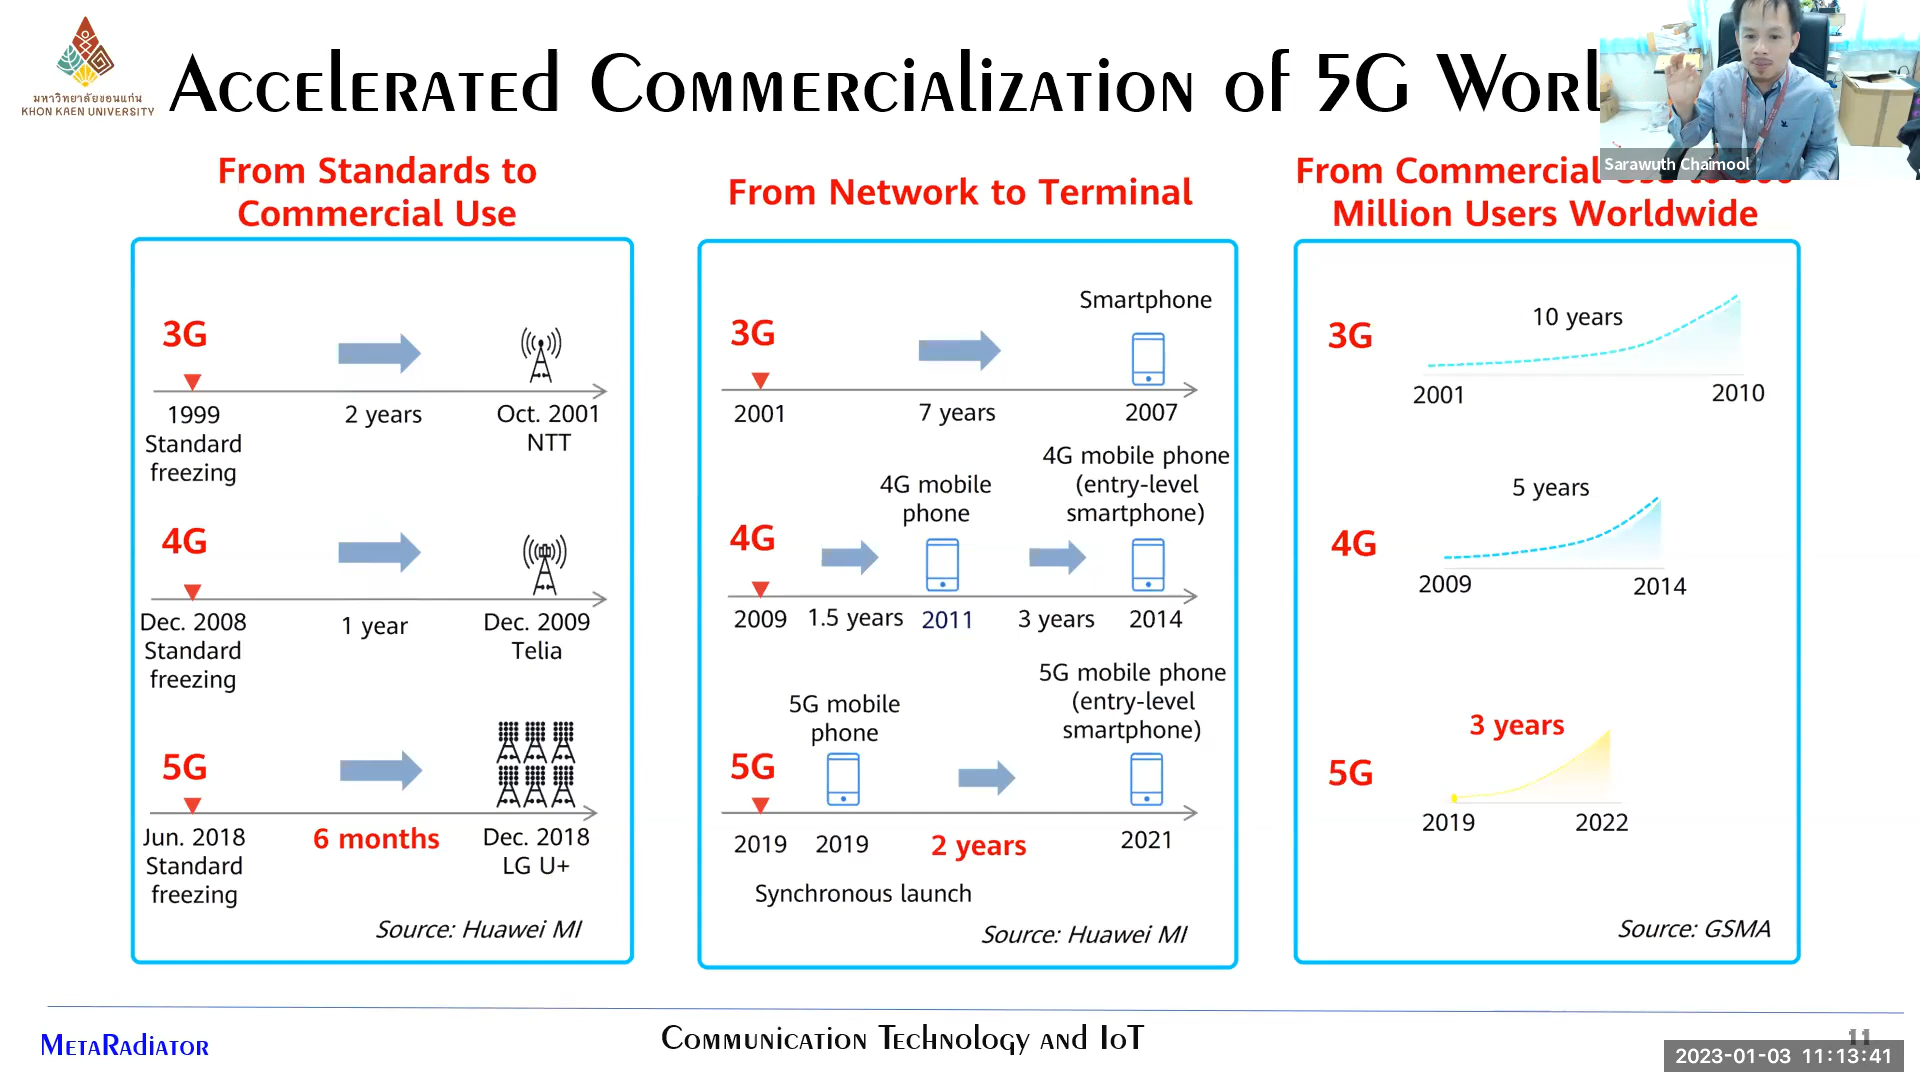 มหาวิทยาลัยขอนแก่น
KHON KAEN UNIVERSITY
Accelerated Commercialization of 5G Worl
Sarawuth Chaimool
From Standards to
Commercial Use
3G
1999
Standard
freezing
2 years
Oct. 2001
NTT
4G
Dec. 2008
Standard
freezing
1 year
Dec. 2009
Telia
5G
Jun. 2018
Standard
freezing
6 months
Dec. 2018
LG U+
Source: Huawei MI
From Network to Terminal
3G
Smartphone
2001
7 years
2007
4G
4G mobile
phone
4G mobile phone
(entry-level
smartphone)
2009
1.5 years
2011
3 years
2014
5G
5G mobile
phone
5G mobile phone
(entry-level
smartphone)
2019
2019
2 years
2021
Synchronous launch
Source: Huawei MI
From Commercial
Million Users Worldwide
3G
10 years
2001
2010
4G
5 years
2009
2014
5G
3 years
2019
2022
Source: GSMA
MetaRadiator
Communication Technology and IoT
11
2023-01-03 11:13:41